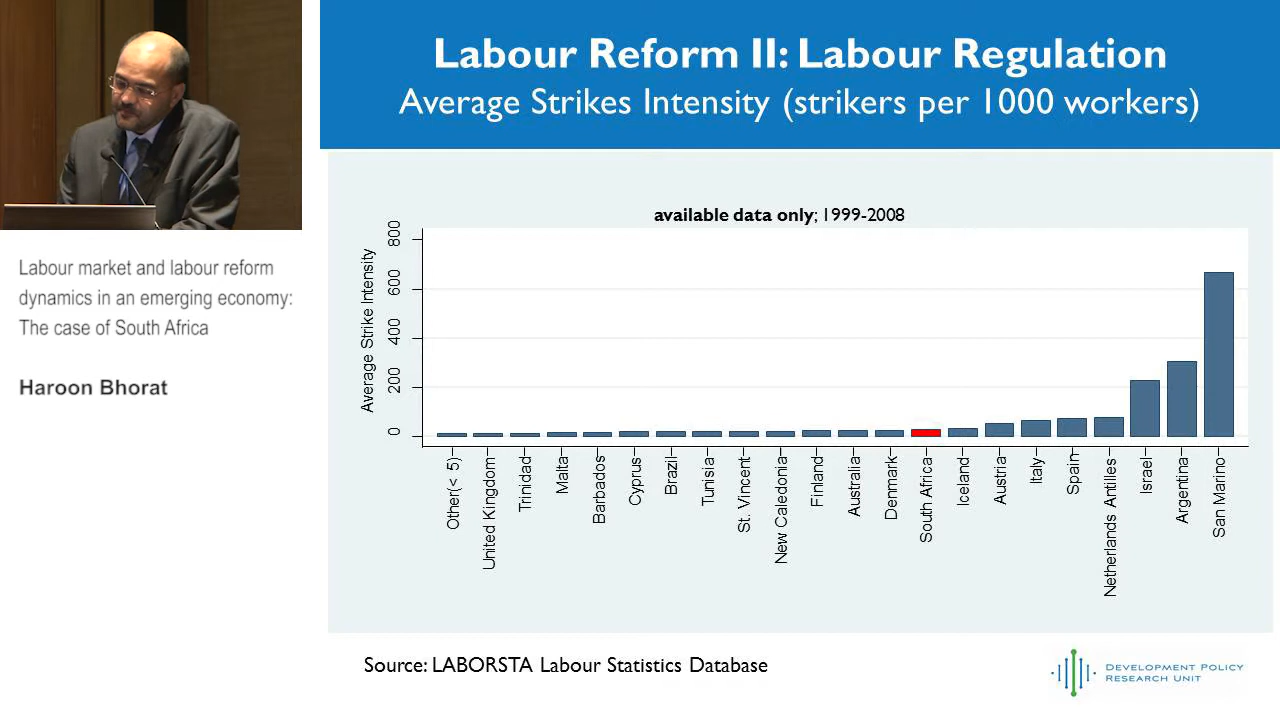 Labour Reform II: Labour Regulation
Average Strikes Intensity (strikers per 1000 workers)
Labour market and labour reform
dynamics in an emerging economy:
The case of South Africa
Haroon Bhorat
available data only; 1999-2008
Average Strike Intensity
800
600
400
200
0
Other(< 5)
United Kingdom
Trinidad
Malta
Barbados
Cyprus
Brazil
Tunisia
St. Vincent
New Caledonia
Finland
Australia
Denmark
South Africa
Iceland
Austria
Italy
Spain
Netherlands Antilles
Israel
Argentina
San Marino
Source: LABORSTA Labour Statistics Database
DEVELOPMENT POLICY
RESEARCH UNIT